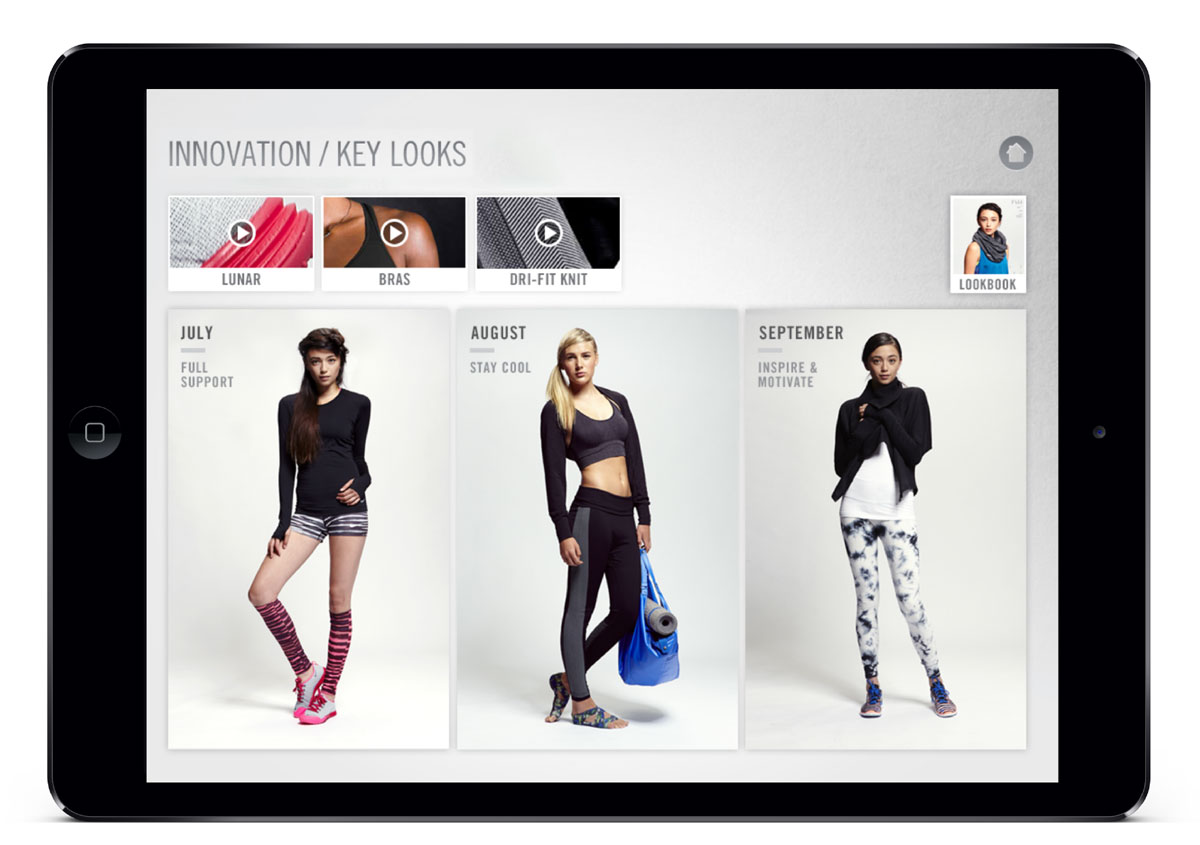 INNOVATION / KEY LOOKS
LUNAR
BRAS
DRI-FIT KNIT
LOOKBOOK
JULY
FULL
SUPPORT
AUGUST
STAY COOL
SEPTEMBER
INSPIRE &
MOTIVATE